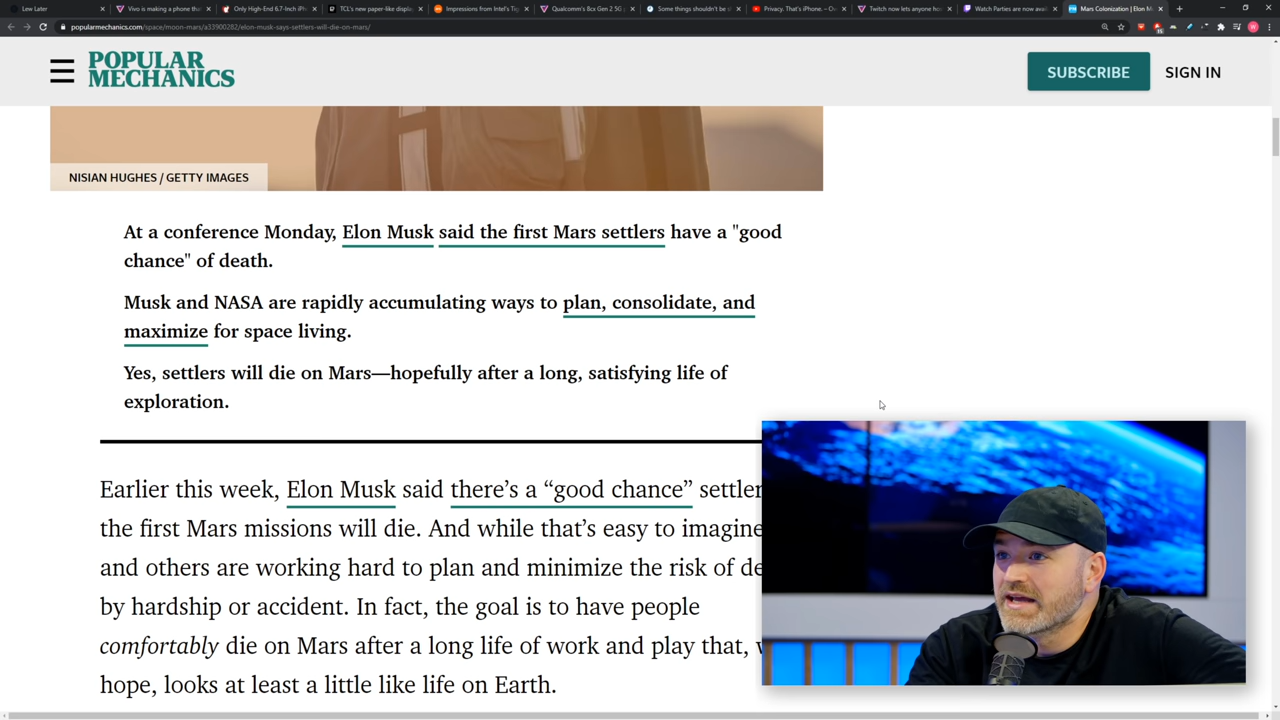 Low Later
Vivo is making a phone that
Only High-End 6.7-Inch iPh
TCL's new paper-like displa
Impressions from Intel's Tig
Qualcomm's 8cx Gen 2 5G
Some things shouldn't be s
Privacy. That's iPhone. – O
Twitch now lets anyone ho
Watch Parties are now avai
Mars Colonization | Elon M
popularmechanics.com/space/moon-mars/a33900282/elon-musk-says-settlers-will-die-on-mars/
POPULAR
MECHANICS
SUBSCRIBE
SIGN IN
NISIAN HUGHES / GETTY IMAGES
At a conference Monday, Elon Musk said the first Mars settlers have a "good
chance" of death.
Musk and NASA are rapidly accumulating ways to plan, consolidate, and
maximize for space living.
Yes, settlers will die on Mars—hopefully after a long, satisfying life of
exploration.
Earlier this week, Elon Musk said there's a “good chance” settler
the first Mars missions will die. And while that’s easy to imagine
and others are working hard to plan and minimize the risk of de
by hardship or accident. In fact, the goal is to have people
comfortably die on Mars after a long life of work and play that, w
hope, looks at least a little like life on Earth.